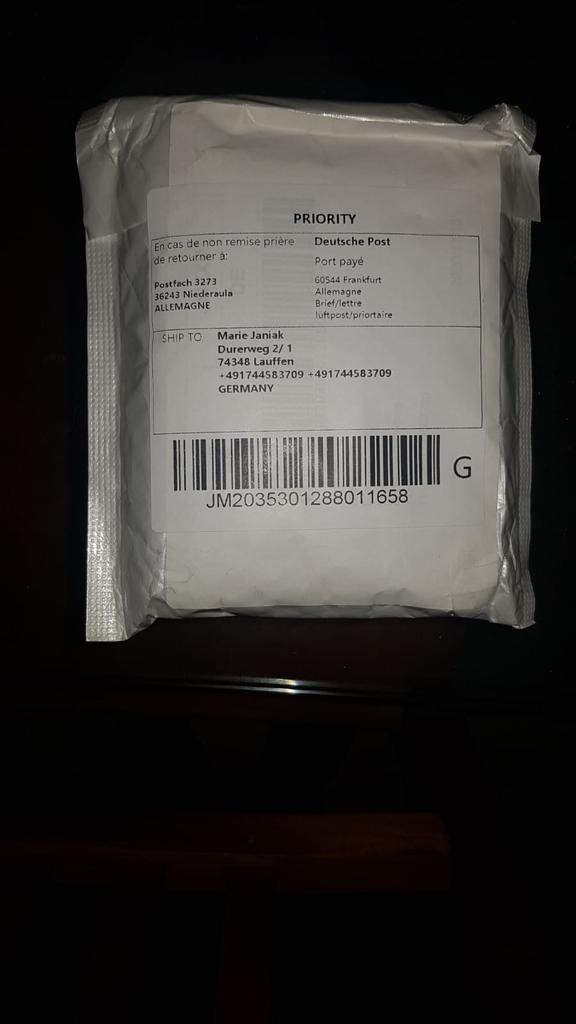 PRIORITY
En cas de non remise prière
de retourner à:
Postfach 3273
36243 Niederaula
ALLEMAGNE
Deutsche Post
Port payé
60544 Frankfurt
Allemagne
Brief/lettre
luftpost/priortaire
SHIP TO
Marie Janiak
Durerweg 2/ 1
74348 Lauffen
+491744583709 +491744583709
GERMANY
G
JM2035301288011658